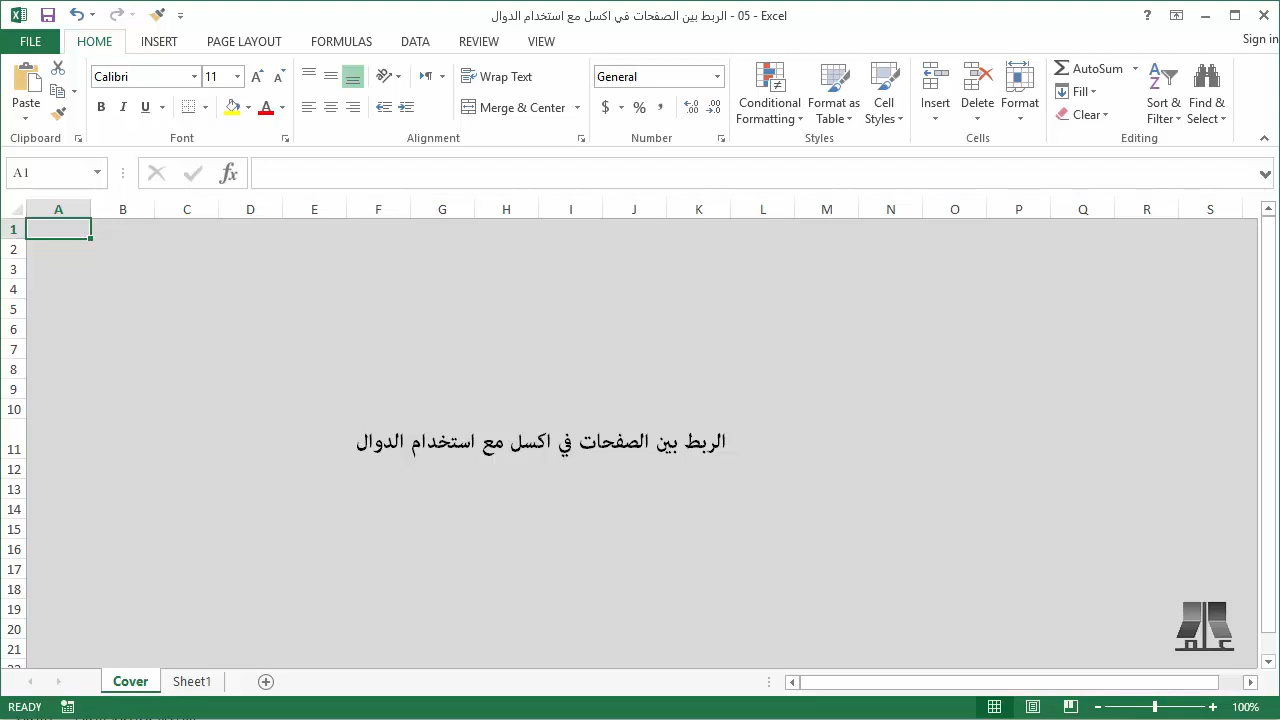 05 - الربط بين الصفحات في اكسل مع استخدام الدوال - Excel
FILE HOME INSERT PAGE LAYOUT FORMULAS DATA REVIEW VIEW Sign in
Calibri 11 Wrap Text General AutoSum
Paste Merge & Center $ % , Conditional Formatting Format as Table Cell Styles Insert Delete Format Fill Clear Sort & Filter Find & Select
Clipboard Font Alignment Number Styles Cells Editing
A1 fx
A B C D E F G H I J K L M N O P Q R S
1
2
3
4
5
6
7
8
9
10
11 الربط بين الصفحات في اكسل مع استخدام الدوال
12
13
14
15
16
17
18
19
20
21
Cover Sheet1
READY 100%